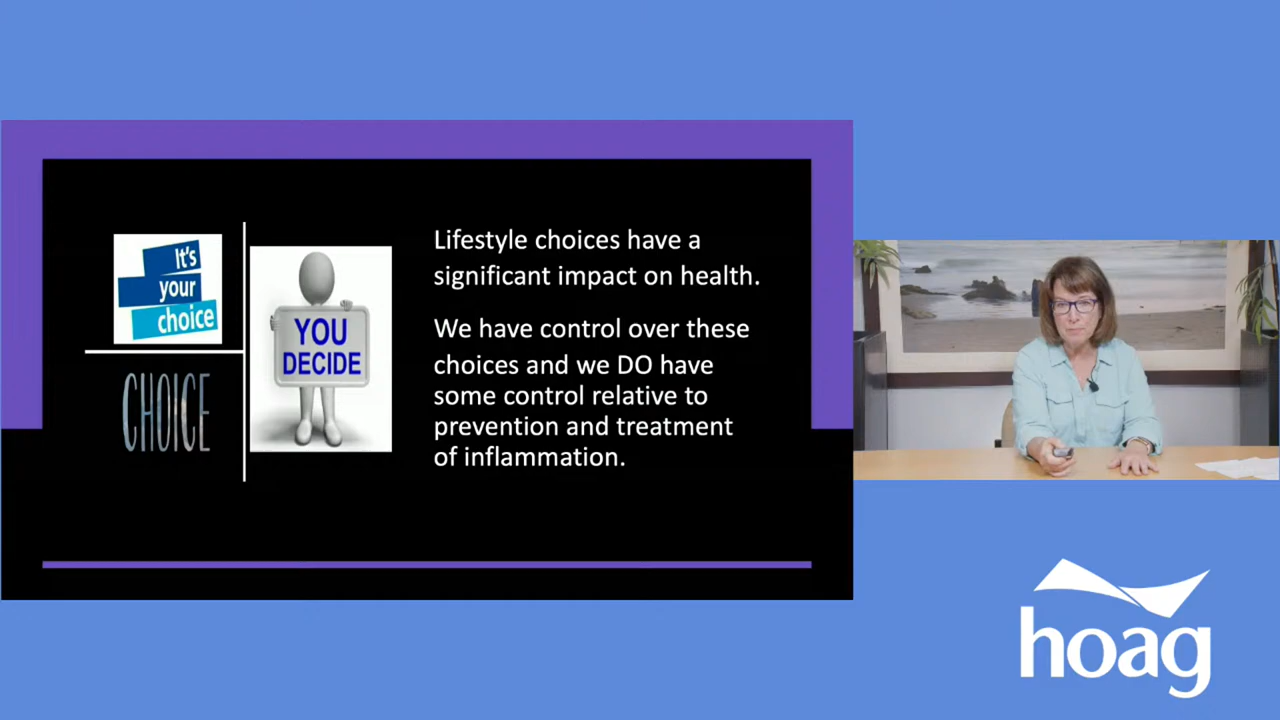 It's
your
choice
CHOICE
YOU
DECIDE
Lifestyle choices have a
significant impact on health.
We have control over these
choices and we DO have
some control relative to
prevention and treatment
of inflammation.
hoag